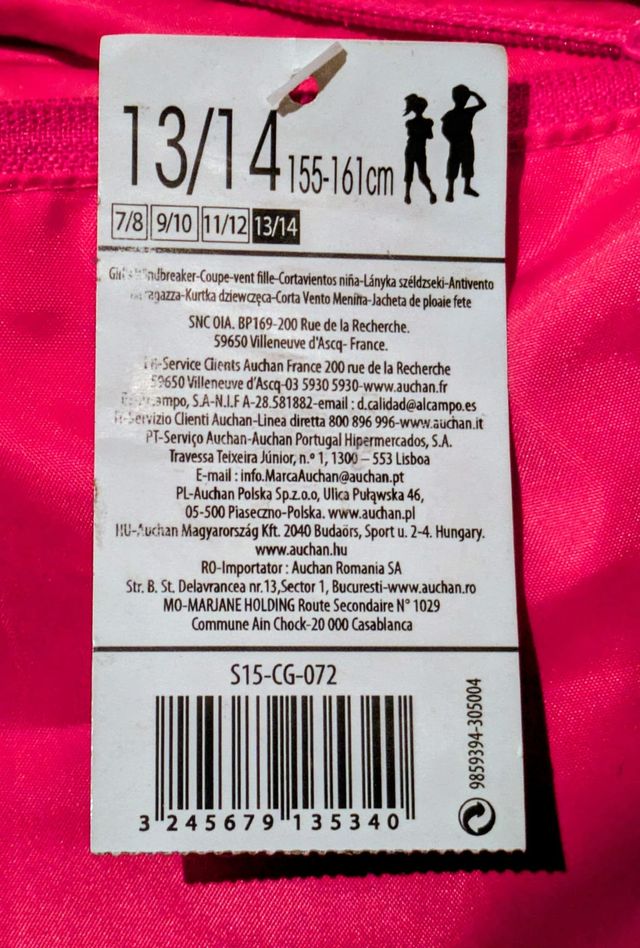 13/14 155-161cm
7/8 9/10 11/12 13/14
Girl's Windbreaker-Coupe-vent fille-Cortavientos niña-Lányka széldzseki-Antivento
ragazza-Kurtka dziewczęca-Corta Vento Menina-Jacheta de ploaie fete
SNC OIA. BP169-200 Rue de la Recherche.
59650 Villeneuve d'Ascq- France.
FR-Service Clients Auchan France 200 rue de la Recherche
59650 Villeneuve d'Ascq-03 5930 5930-www.auchan.fr
S.A-N.I.F A-28.581882-email : d.calidad@alcampo.es
IT-Servizio Clienti Auchan-Linea diretta 800 896 996-www.auchan.it
PT-Serviço Auchan-Auchan Portugal Hipermercados, S.A.
Travessa Teixeira Júnior, n.º 1, 1300 – 553 Lisboa
E-mail : info.MarcaAuchan@auchan.pt
PL-Auchan Polska Sp.z.o.o, Ulica Puławska 46,
05-500 Piaseczno-Polska. www.auchan.pl
HU-Auchan Magyarország Kft. 2040 Budaörs, Sport u. 2-4. Hungary.
www.auchan.hu
RO-Importator : Auchan Romania SA
Str. B. St. Delavrancea nr.13,Sector 1, Bucuresti-www.auchan.ro
MO-MARJANE HOLDING Route Secondaire N° 1029
Commune Ain Chock-20 000 Casablanca
S15-CG-072
9859394-305004
3 245679 135340